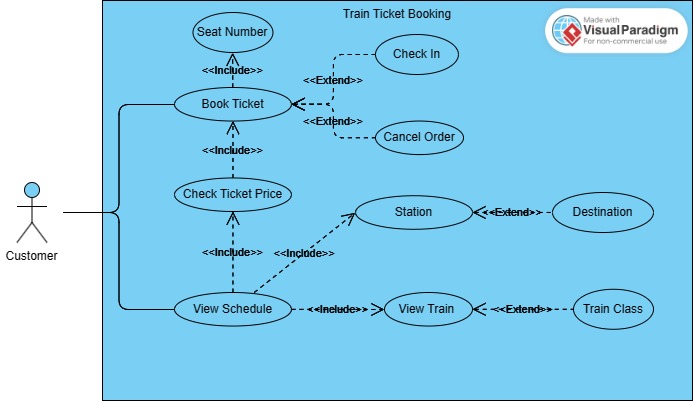 Train Ticket Booking
Made with
VisualParadigm
For non-commercial use
Seat Number
<<Include>>
Check In
<<Extend>>
Book Ticket
<<Extend>>
Cancel Order
<<Include>>
Check Ticket Price
Station
<<Extend>>
Destination
Customer
<<Include>>
<<Include>>
View Schedule
<<Include>>
View Train
<<Extend>>
Train Class